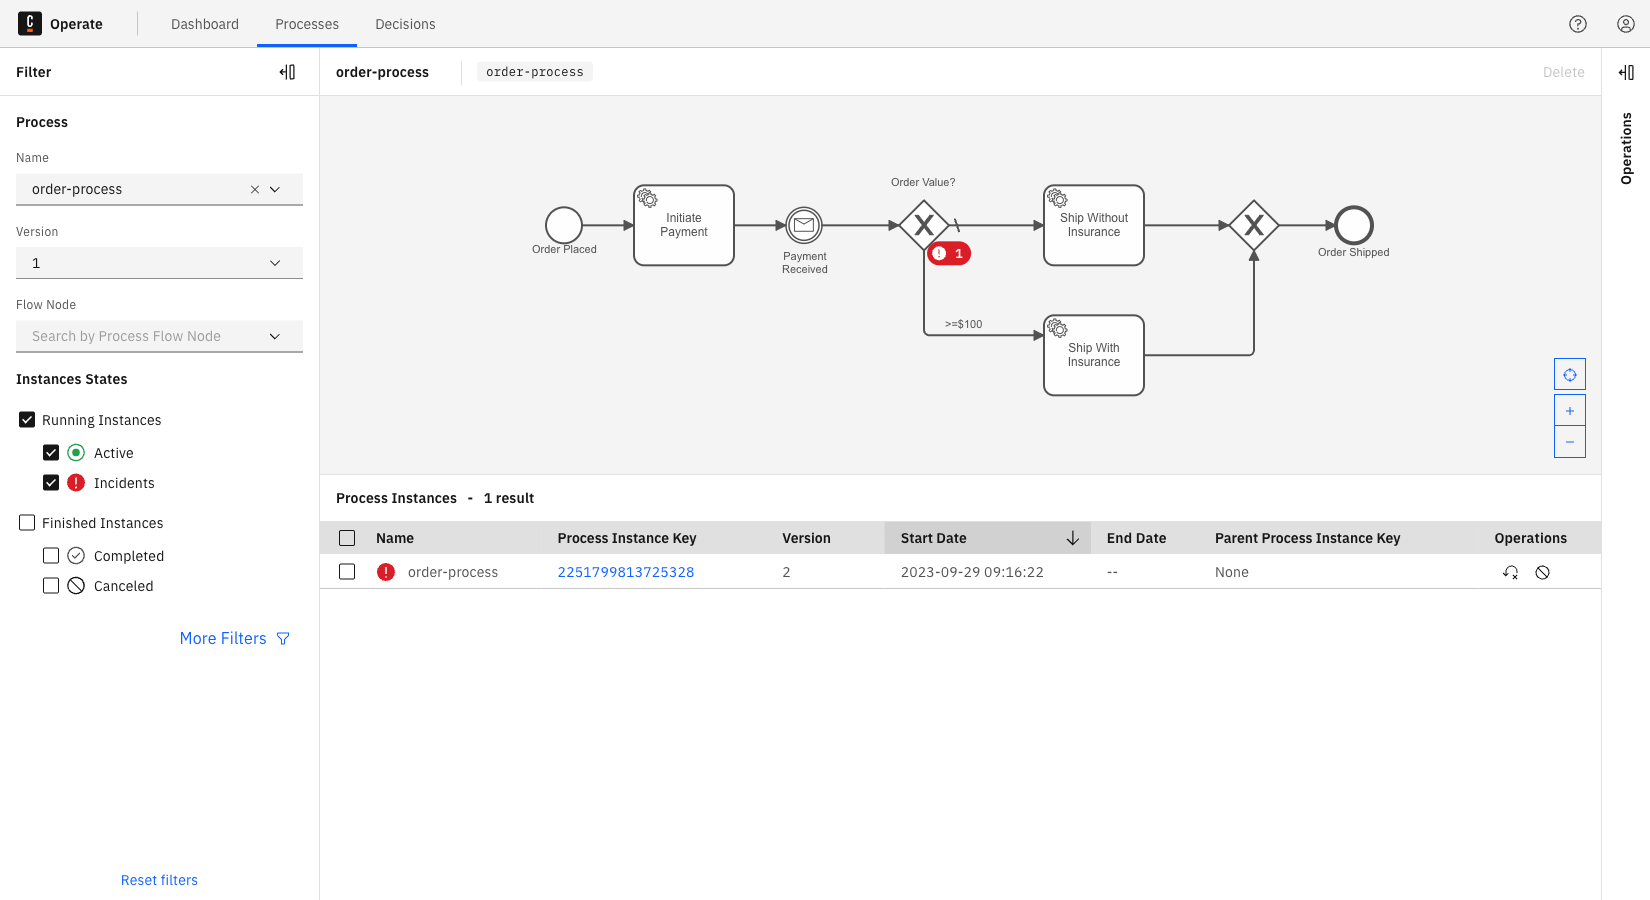 C Operate Dashboard Processes Decisions
Filter
order-process order-process Delete
Operations
Process
Name
order-process
Version
1
Flow Node
Search by Process Flow Node
Instances States
Running Instances
Active
Incidents
Finished Instances
Completed
Canceled
More Filters
Reset filters
Order Placed
Initiate
Payment
Payment
Received
Order Value?
1
>=$100
Ship Without
Insurance
Ship With
Insurance
Order Shipped
Process Instances - 1 result
Name Process Instance Key Version Start Date End Date Parent Process Instance Key Operations
order-process 2251799813725328 2 2023-09-29 09:16:22 -- None